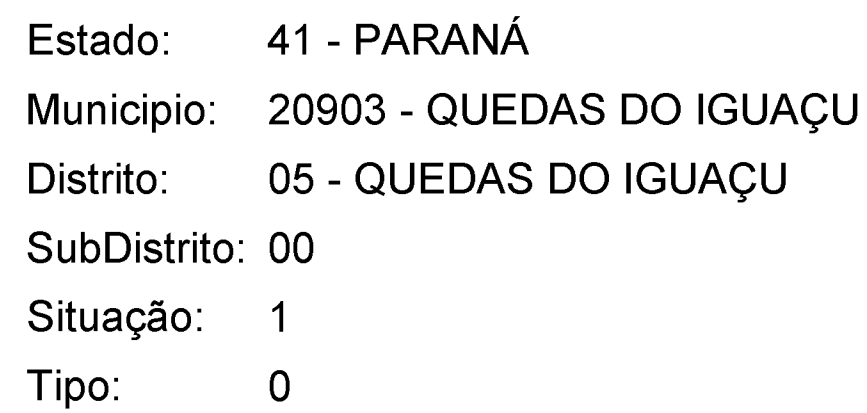 Estado: 41 - PARANÁ
Municipio: 20903 - QUEDAS DO IGUAÇU
Distrito: 05 - QUEDAS DO IGUAÇU
SubDistrito: 00
Situação: 1
Tipo: 0